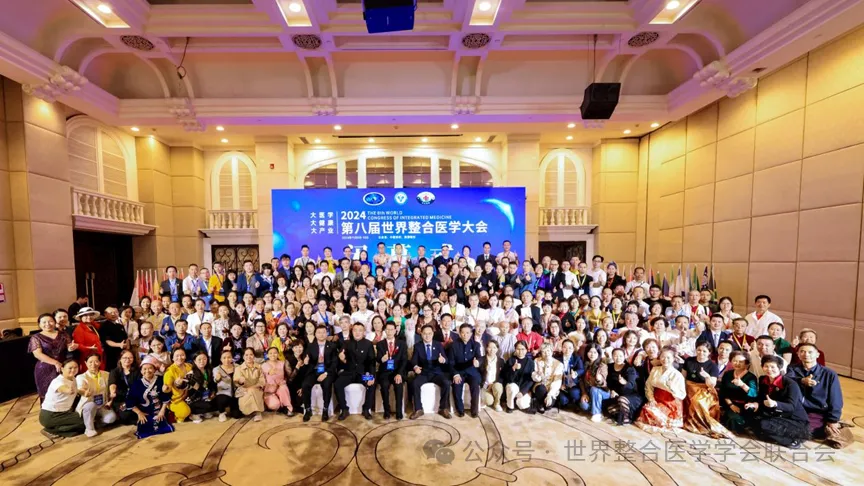 大医学
大健康
大产业
2024
THE 8TH WORLD
CONGRESS OF INTEGRATED MEDICINE
第八届世界整合医学大会
公众号 · 世界整合医学学会联合会